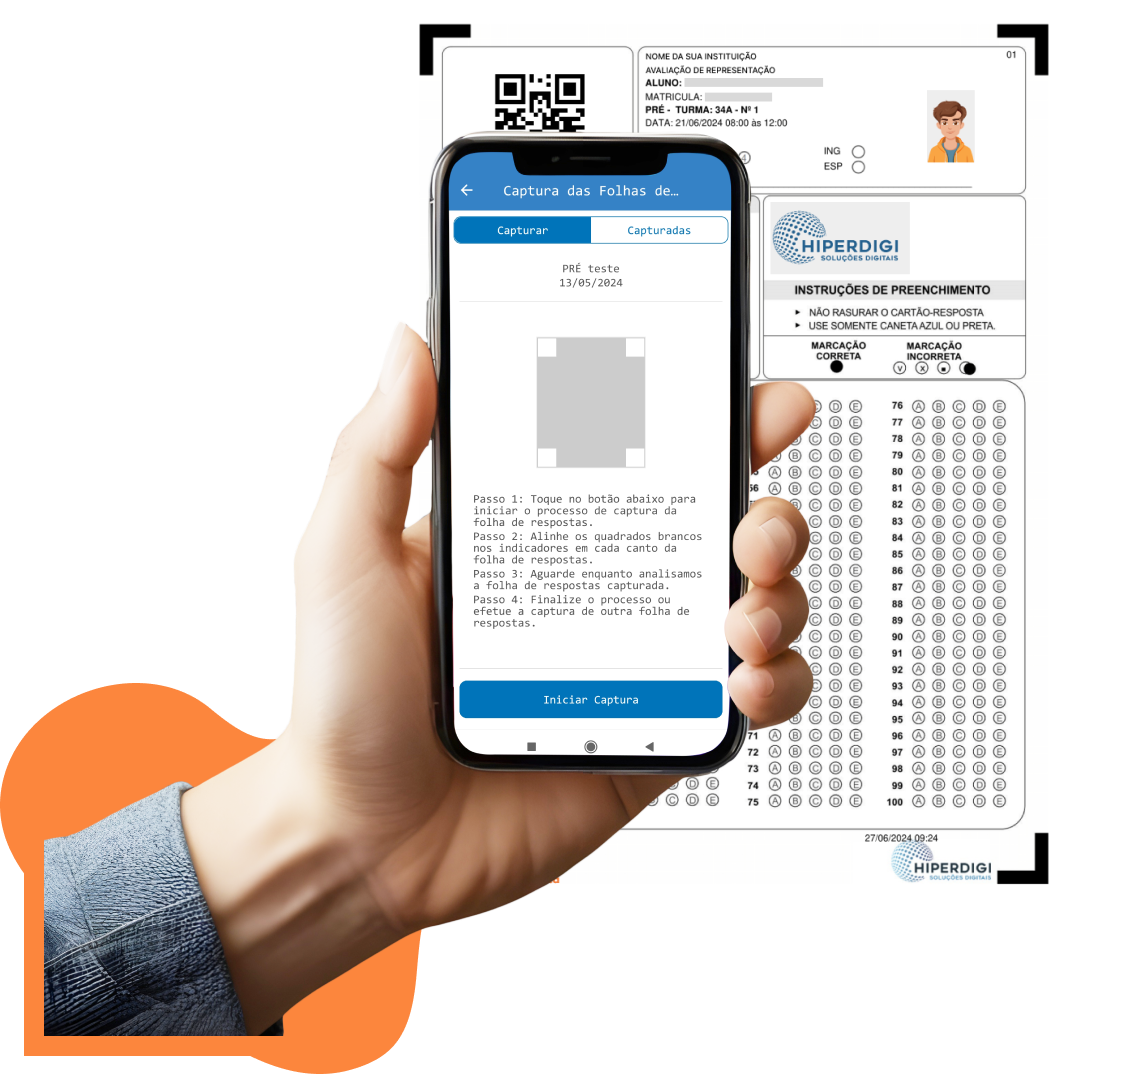 NOME DA SUA INSTITUIÇÃO
01
AVALIAÇÃO DE REPRESENTAÇÃO
ALUNO:
MATRICULA:
PRÉ - TURMA: 34A - Nº 1
DATA: 21/06/2024 08:00 às 12:00
4
ING
ESP
Captura das Folhas de…
Capturar
Capturadas
PRÉ teste
13/05/2024
Passo 1: Toque no botão abaixo para
iniciar o processo de captura da
folha de respostas.
Passo 2: Alinhe os quadrados brancos
nos indicadores em cada canto da
folha de respostas.
Passo 3: Aguarde enquanto analisamos
a folha de respostas capturada.
Passo 4: Finalize o processo ou
efetue a captura de outra folha de
respostas.
Iniciar Captura
HIPERDIGI
SOLUÇÕES DIGITAIS
INSTRUÇÕES DE PREENCHIMENTO
NÃO RASURAR O CARTÃO-RESPOSTA
USE SOMENTE CANETA AZUL OU PRETA.
MARCAÇÃO
CORRETA
MARCAÇÃO
INCORRETA
V X
D E
C D E
B C D E
A B C D E
A B C D E
A B C D E
B C D E
C D E
C D E
C D E
B C D E
C D E
C D E
C D E
D E
C D E
C D E
C D E
C D E
B C D E
71 A B C D E
72 A B C D E
73 A B C D E
D E
74 A B C D E
C D E
75 A B C D E
76 A B C D E
77 A B C D E
78 A B C D E
79 A B C D E
80 A B C D E
81 A B C D E
82 A B C D E
83 A B C D E
84 A B C D E
85 A B C D E
86 A B C D E
87 A B C D E
88 A B C D E
89 A B C D E
90 A B C D E
91 A B C D E
92 A B C D E
93 A B C D E
94 A B C D E
95 A B C D E
96 A B C D E
97 A B C D E
98 A B C D E
99 A B C D E
100 A B C D E
27/06/2024 09:24
HIPERDIGI
SOLUÇÕES DIGITAIS